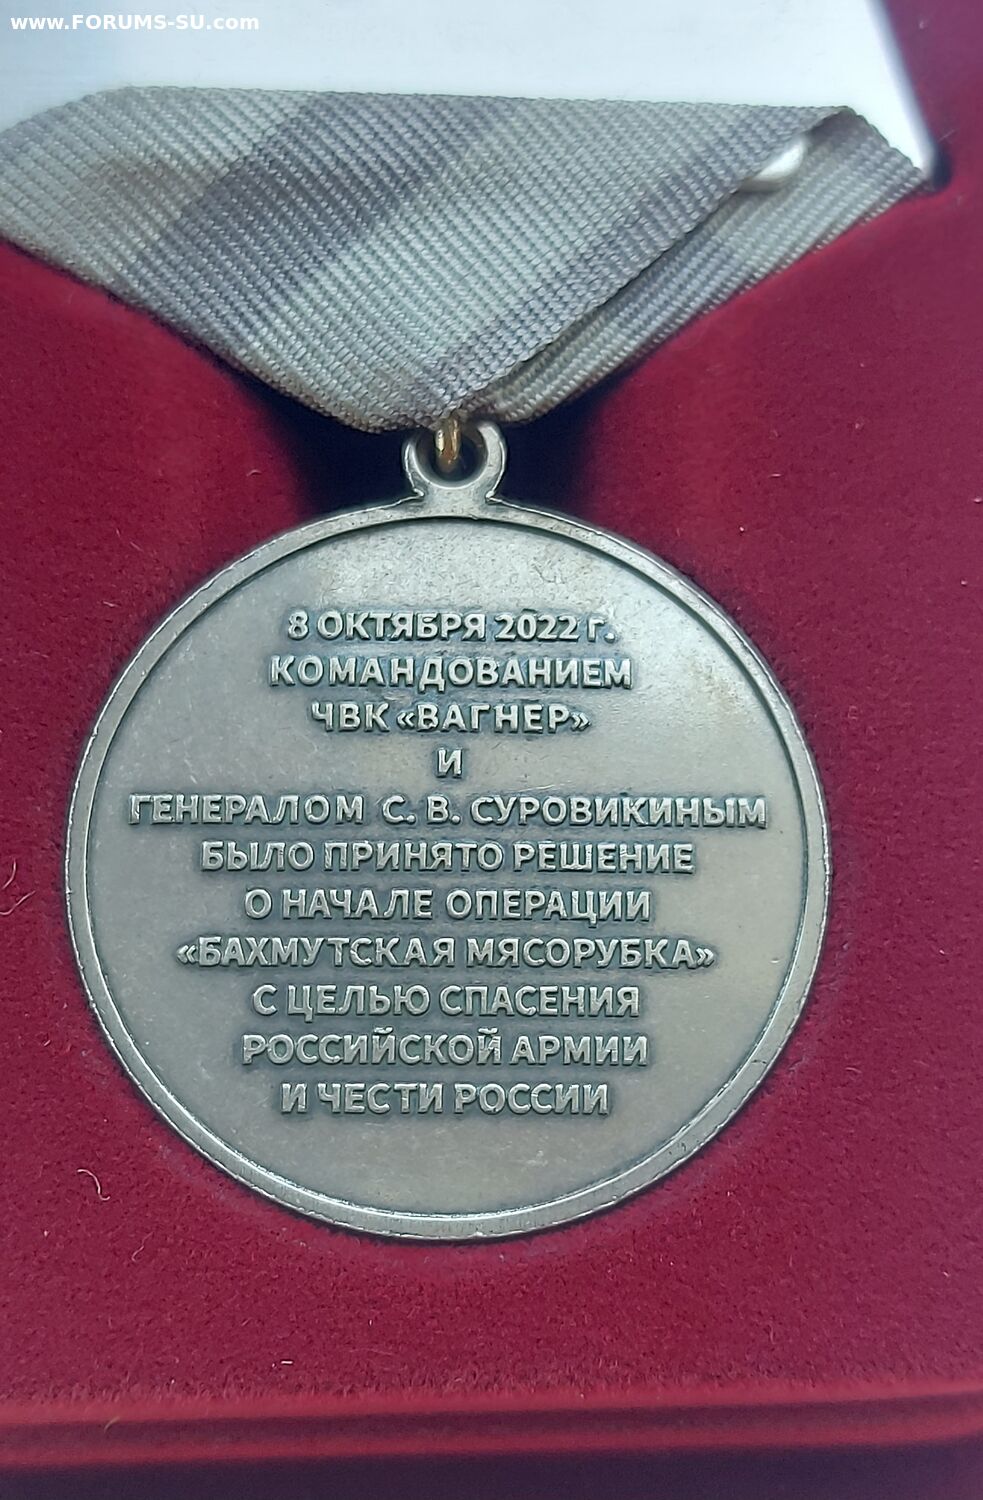 www.FORUMS-SU.com
8 ОКТЯБРЯ 2022 Г.
КОМАНДОВАНИЕМ
ЧВК «ВАГНЕР»
И
ГЕНЕРАЛОМ С. В. СУРОВИКИНЫМ
БЫЛО ПРИНЯТО РЕШЕНИЕ
О НАЧАЛЕ ОПЕРАЦИИ
«БАХМУТСКАЯ МЯСОРУБКА»
С ЦЕЛЬЮ СПАСЕНИЯ
РОССИЙСКОЙ АРМИИ
И ЧЕСТИ РОССИИ